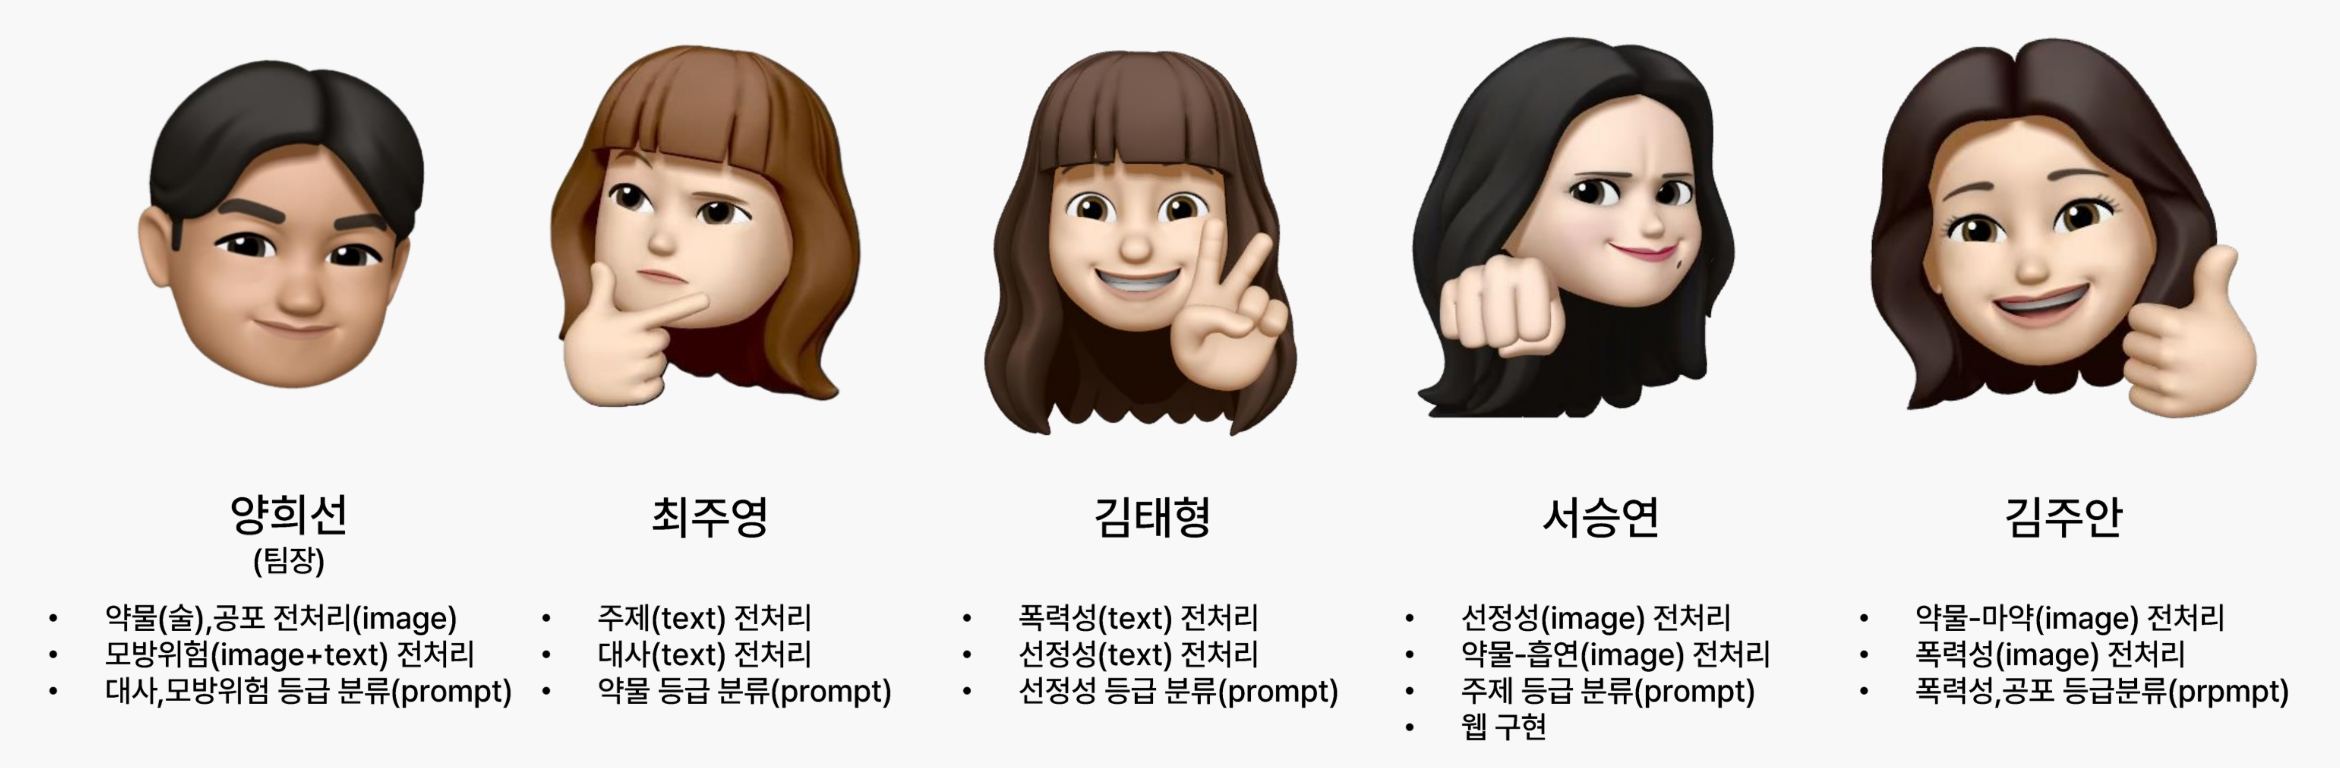 양희선
(팀장)
• 약물(술),공포 전처리(image)
• 모방위험(image+text) 전처리
• 대사,모방위험 등급 분류(prompt)
최주영
• 주제(text) 전처리
• 대사(text) 전처리
• 약물 등급 분류(prompt)
김태형
• 폭력성(text) 전처리
• 선정성(text) 전처리
• 선정성 등급 분류(prompt)
서승연
• 선정성(image) 전처리
• 약물-흡연(image) 전처리
• 주제 등급 분류(prompt)
• 웹 구현
김주안
• 약물-마약(image) 전처리
• 폭력성(image) 전처리
• 폭력성,공포 등급분류(prpmpt)